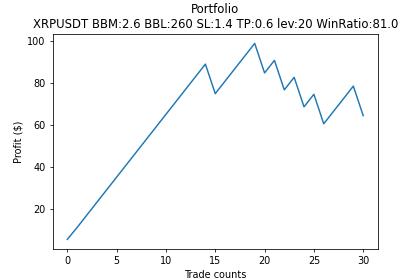 Portfolio
XRPUSDT BBM:2.6 BBL:260 SL:1.4 TP:0.6 lev:20 WinRatio:81.0
100
80
60
40
20
Profit ($)
0 5 10 15 20 25 30
Trade counts